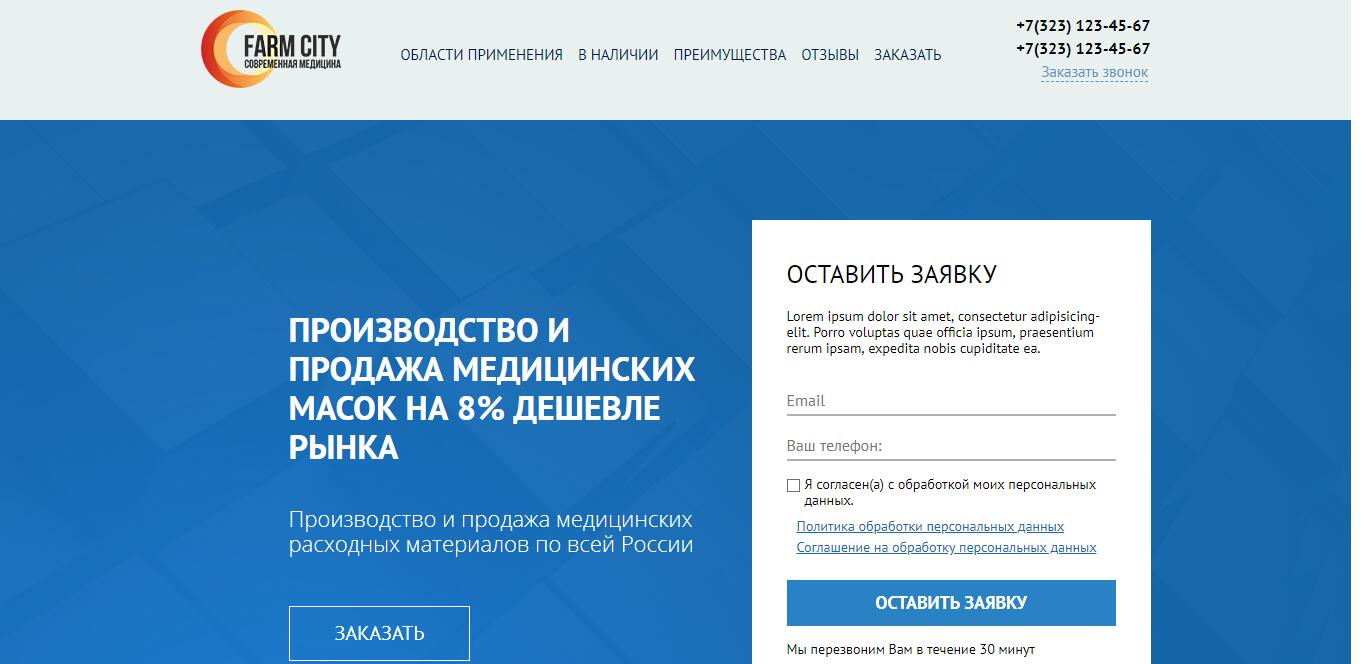 FARM CITY
СОВРЕМЕННАЯ МЕДИЦИНА
ОБЛАСТИ ПРИМЕНЕНИЯ В НАЛИЧИИ ПРЕИМУЩЕСТВА ОТЗЫВЫ ЗАКАЗАТЬ
+7(323) 123-45-67
+7(323) 123-45-67
Заказать звонок
ПРОИЗВОДСТВО И
ПРОДАЖА МЕДИЦИНСКИХ
МАСОК НА 8% ДЕШЕВЛЕ
РЫНКА
Производство и продажа медицинских
расходных материалов по всей России
ЗАКАЗАТЬ
ОСТАВИТЬ ЗАЯВКУ
Lorem ipsum dolor sit amet, consectetur adipisicing-
elit. Porro voluptas quae officia ipsum, praesentium
rerum ipsam, expedita nobis cupiditate ea.
Email
Ваш телефон:
Я согласен(а) с обработкой моих персональных
данных.
Политика обработки персональных данных
Соглашение на обработку персональных данных
ОСТАВИТЬ ЗАЯВКУ
Мы перезвоним Вам в течение 30 минут